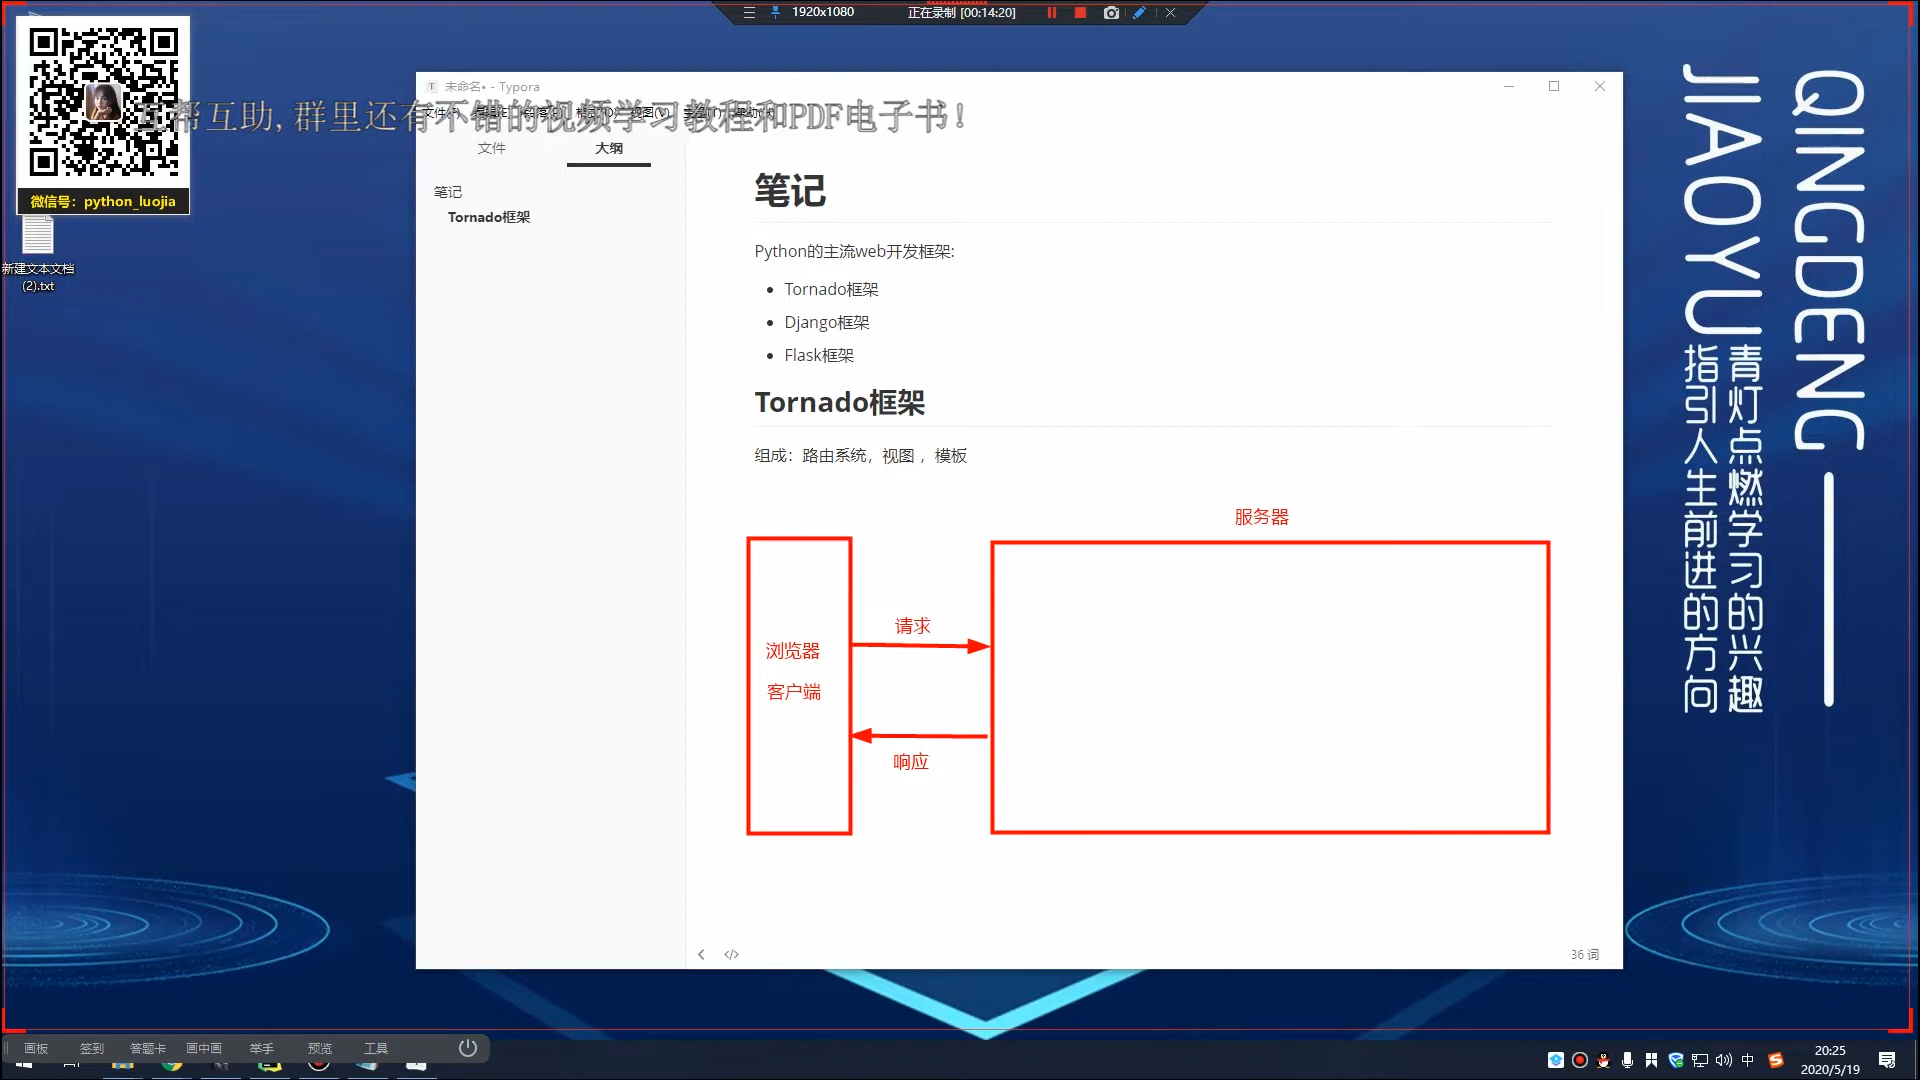 1920x1080
正在录制 [00:14:20]
未命名• - Typora
互帮互助,群里还有不错的视频学习教程和PDF电子书!
文件
大纲
笔记
Tornado框架
微信号：python_luojia
新建文本文档
(2).txt
笔记
Python的主流web开发框架:
Tornado框架
Django框架
Flask框架
Tornado框架
组成：路由系统，视图 ，模板
服务器
请求
浏览器
客户端
响应
36 词
QINGDENG
JIAOYU
青灯点燃学习的兴趣
指引人生前进的方向
画板
签到
答题卡
画中画
举手
预览
工具
中
20:25
2020/5/19